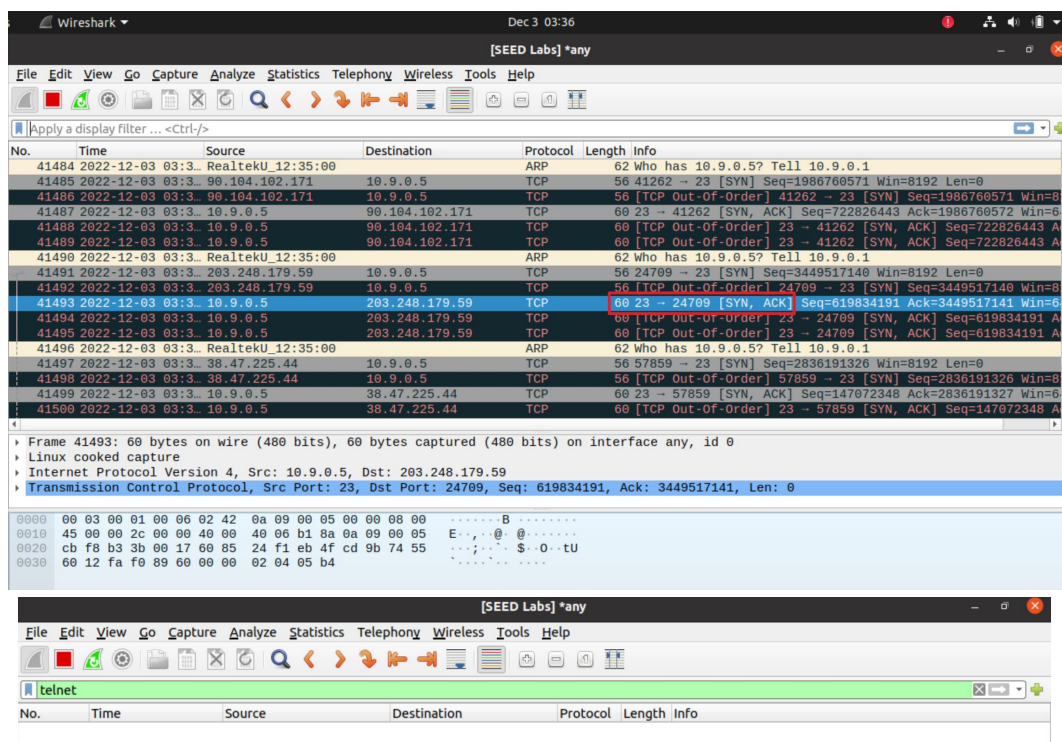 Wireshark ▾ Dec 3 03:36
[SEED Labs] *any
File Edit View Go Capture Analyze Statistics Telephony Wireless Tools Help
Apply a display filter … <Ctrl-/>
No. Time Source Destination Protocol Length Info
41484 2022-12-03 03:3… RealtekU_12:35:00 ARP 62 Who has 10.9.0.5? Tell 10.9.0.1
41485 2022-12-03 03:3… 90.104.102.171 10.9.0.5 TCP 56 41262 → 23 [SYN] Seq=1986760571 Win=8192 Len=0
41486 2022-12-03 03:3… 90.104.102.171 10.9.0.5 TCP 56 [TCP Out-Of-Order] 41262 → 23 [SYN] Seq=1986760571 Win=8
41487 2022-12-03 03:3… 10.9.0.5 90.104.102.171 TCP 60 23 → 41262 [SYN, ACK] Seq=722826443 Ack=1986760572 Win=6
41488 2022-12-03 03:3… 10.9.0.5 90.104.102.171 TCP 60 [TCP Out-Of-Order] 23 → 41262 [SYN, ACK] Seq=722826443 A
41489 2022-12-03 03:3… 10.9.0.5 90.104.102.171 TCP 60 [TCP Out-Of-Order] 23 → 41262 [SYN, ACK] Seq=722826443 A
41490 2022-12-03 03:3… RealtekU_12:35:00 ARP 62 Who has 10.9.0.5? Tell 10.9.0.1
41491 2022-12-03 03:3… 203.248.179.59 10.9.0.5 TCP 56 24709 → 23 [SYN] Seq=3449517140 Win=8192 Len=0
41492 2022-12-03 03:3… 203.248.179.59 10.9.0.5 TCP 56 [TCP Out-Of-Order] 24709 → 23 [SYN] Seq=3449517140 Win=8
41493 2022-12-03 03:3… 10.9.0.5 203.248.179.59 TCP 60 23 → 24709 [SYN, ACK] Seq=619834191 Ack=3449517141 Win=6
41494 2022-12-03 03:3… 10.9.0.5 203.248.179.59 TCP 60 [TCP Out-Of-Order] 23 → 24709 [SYN, ACK] Seq=619834191 A
41495 2022-12-03 03:3… 10.9.0.5 203.248.179.59 TCP 60 [TCP Out-Of-Order] 23 → 24709 [SYN, ACK] Seq=619834191 A
41496 2022-12-03 03:3… RealtekU_12:35:00 ARP 62 Who has 10.9.0.5? Tell 10.9.0.1
41497 2022-12-03 03:3… 38.47.225.44 10.9.0.5 TCP 56 57859 → 23 [SYN] Seq=2836191326 Win=8192 Len=0
41498 2022-12-03 03:3… 38.47.225.44 10.9.0.5 TCP 56 [TCP Out-Of-Order] 57859 → 23 [SYN] Seq=2836191326 Win=8
41499 2022-12-03 03:3… 10.9.0.5 38.47.225.44 TCP 60 23 → 57859 [SYN, ACK] Seq=147072348 Ack=2836191327 Win=6
41500 2022-12-03 03:3… 10.9.0.5 38.47.225.44 TCP 60 [TCP Out-Of-Order] 23 → 57859 [SYN, ACK] Seq=147072348 A
Frame 41493: 60 bytes on wire (480 bits), 60 bytes captured (480 bits) on interface any, id 0
Linux cooked capture
Internet Protocol Version 4, Src: 10.9.0.5, Dst: 203.248.179.59
Transmission Control Protocol, Src Port: 23, Dst Port: 24709, Seq: 619834191, Ack: 3449517141, Len: 0
0000 00 03 00 01 00 06 02 42 0a 09 00 05 00 00 08 00 ·······B ········
0010 45 00 00 2c 00 00 40 00 40 06 b1 8a 0a 09 00 05 E··,··@· @·······
0020 cb f8 b3 3b 00 17 60 85 24 f1 eb 4f cd 9b 74 55 ···;··`· $··O··tU
0030 60 12 fa f0 89 60 00 00 02 04 05 b4 `····`·· ····
[SEED Labs] *any
File Edit View Go Capture Analyze Statistics Telephony Wireless Tools Help
telnet
No. Time Source Destination Protocol Length Info